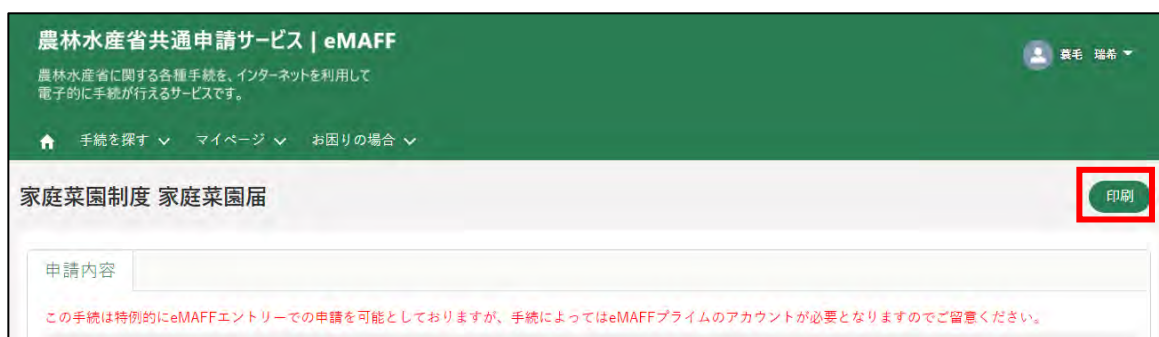 農林水産省共通申請サービス | eMAFF
農林水産省に関する各種手続を、インターネットを利用して
電子的に手続が行えるサービスです。
蓑毛 瑞希
手続を探す
マイページ
お困りの場合
家庭菜園制度 家庭菜園届
印刷
申請内容
この手続は特例的にeMAFFエントリーでの申請を可能としておりますが、手続によってはeMAFFプライムのアカウントが必要となりますのでご留意ください。